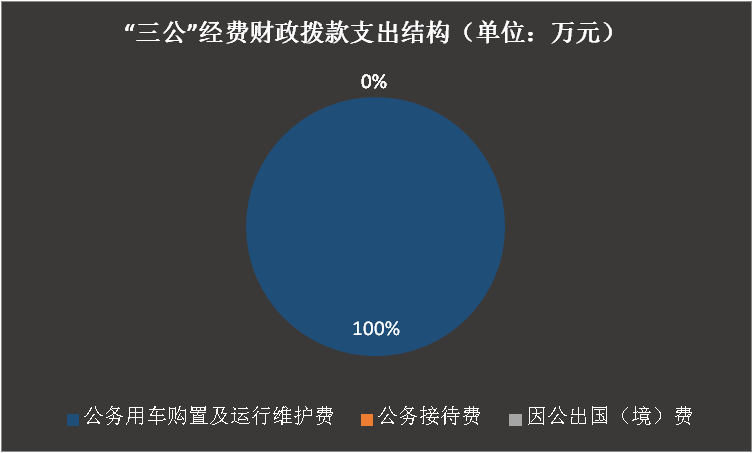 “三公”经费财政拨款支出结构（单位：万元）
0%
100%
公务用车购置及运行维护费 公务接待费 因公出国（境）费